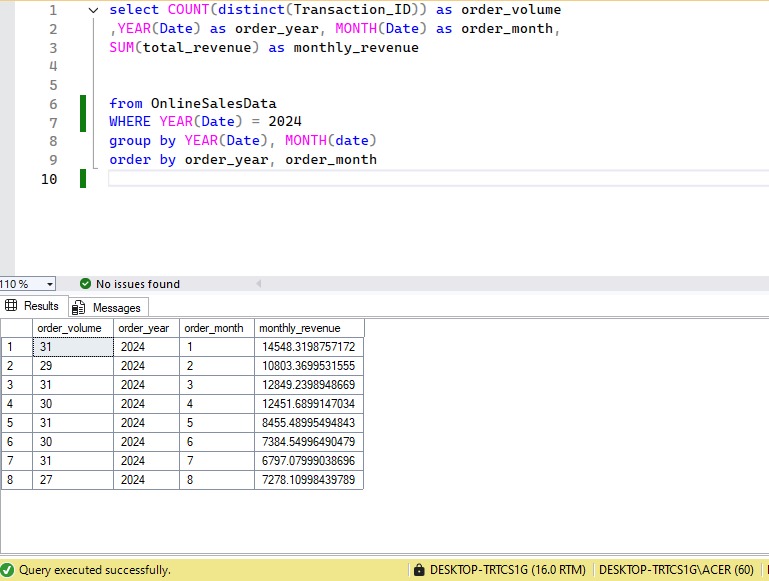 1 select COUNT(distinct(Transaction_ID)) as order_volume
2 ,YEAR(Date) as order_year, MONTH(Date) as order_month,
3 SUM(total_revenue) as monthly_revenue
4
5
6 from OnlineSalesData
7 WHERE YEAR(Date) = 2024
8 group by YEAR(Date), MONTH(date)
9 order by order_year, order_month
10
110 % No issues found
Results Messages
order_volume order_year order_month monthly_revenue
1 31 2024 1 14548.3198757172
2 29 2024 2 10803.3699531555
3 31 2024 3 12849.2398948669
4 30 2024 4 12451.6899147034
5 31 2024 5 8455.48995494843
6 30 2024 6 7384.54996490479
7 31 2024 7 6797.07999038696
8 27 2024 8 7278.10998439789
Query executed successfully. DESKTOP-TRTCS1G (16.0 RTM) DESKTOP-TRTCS1G\ACER (60)